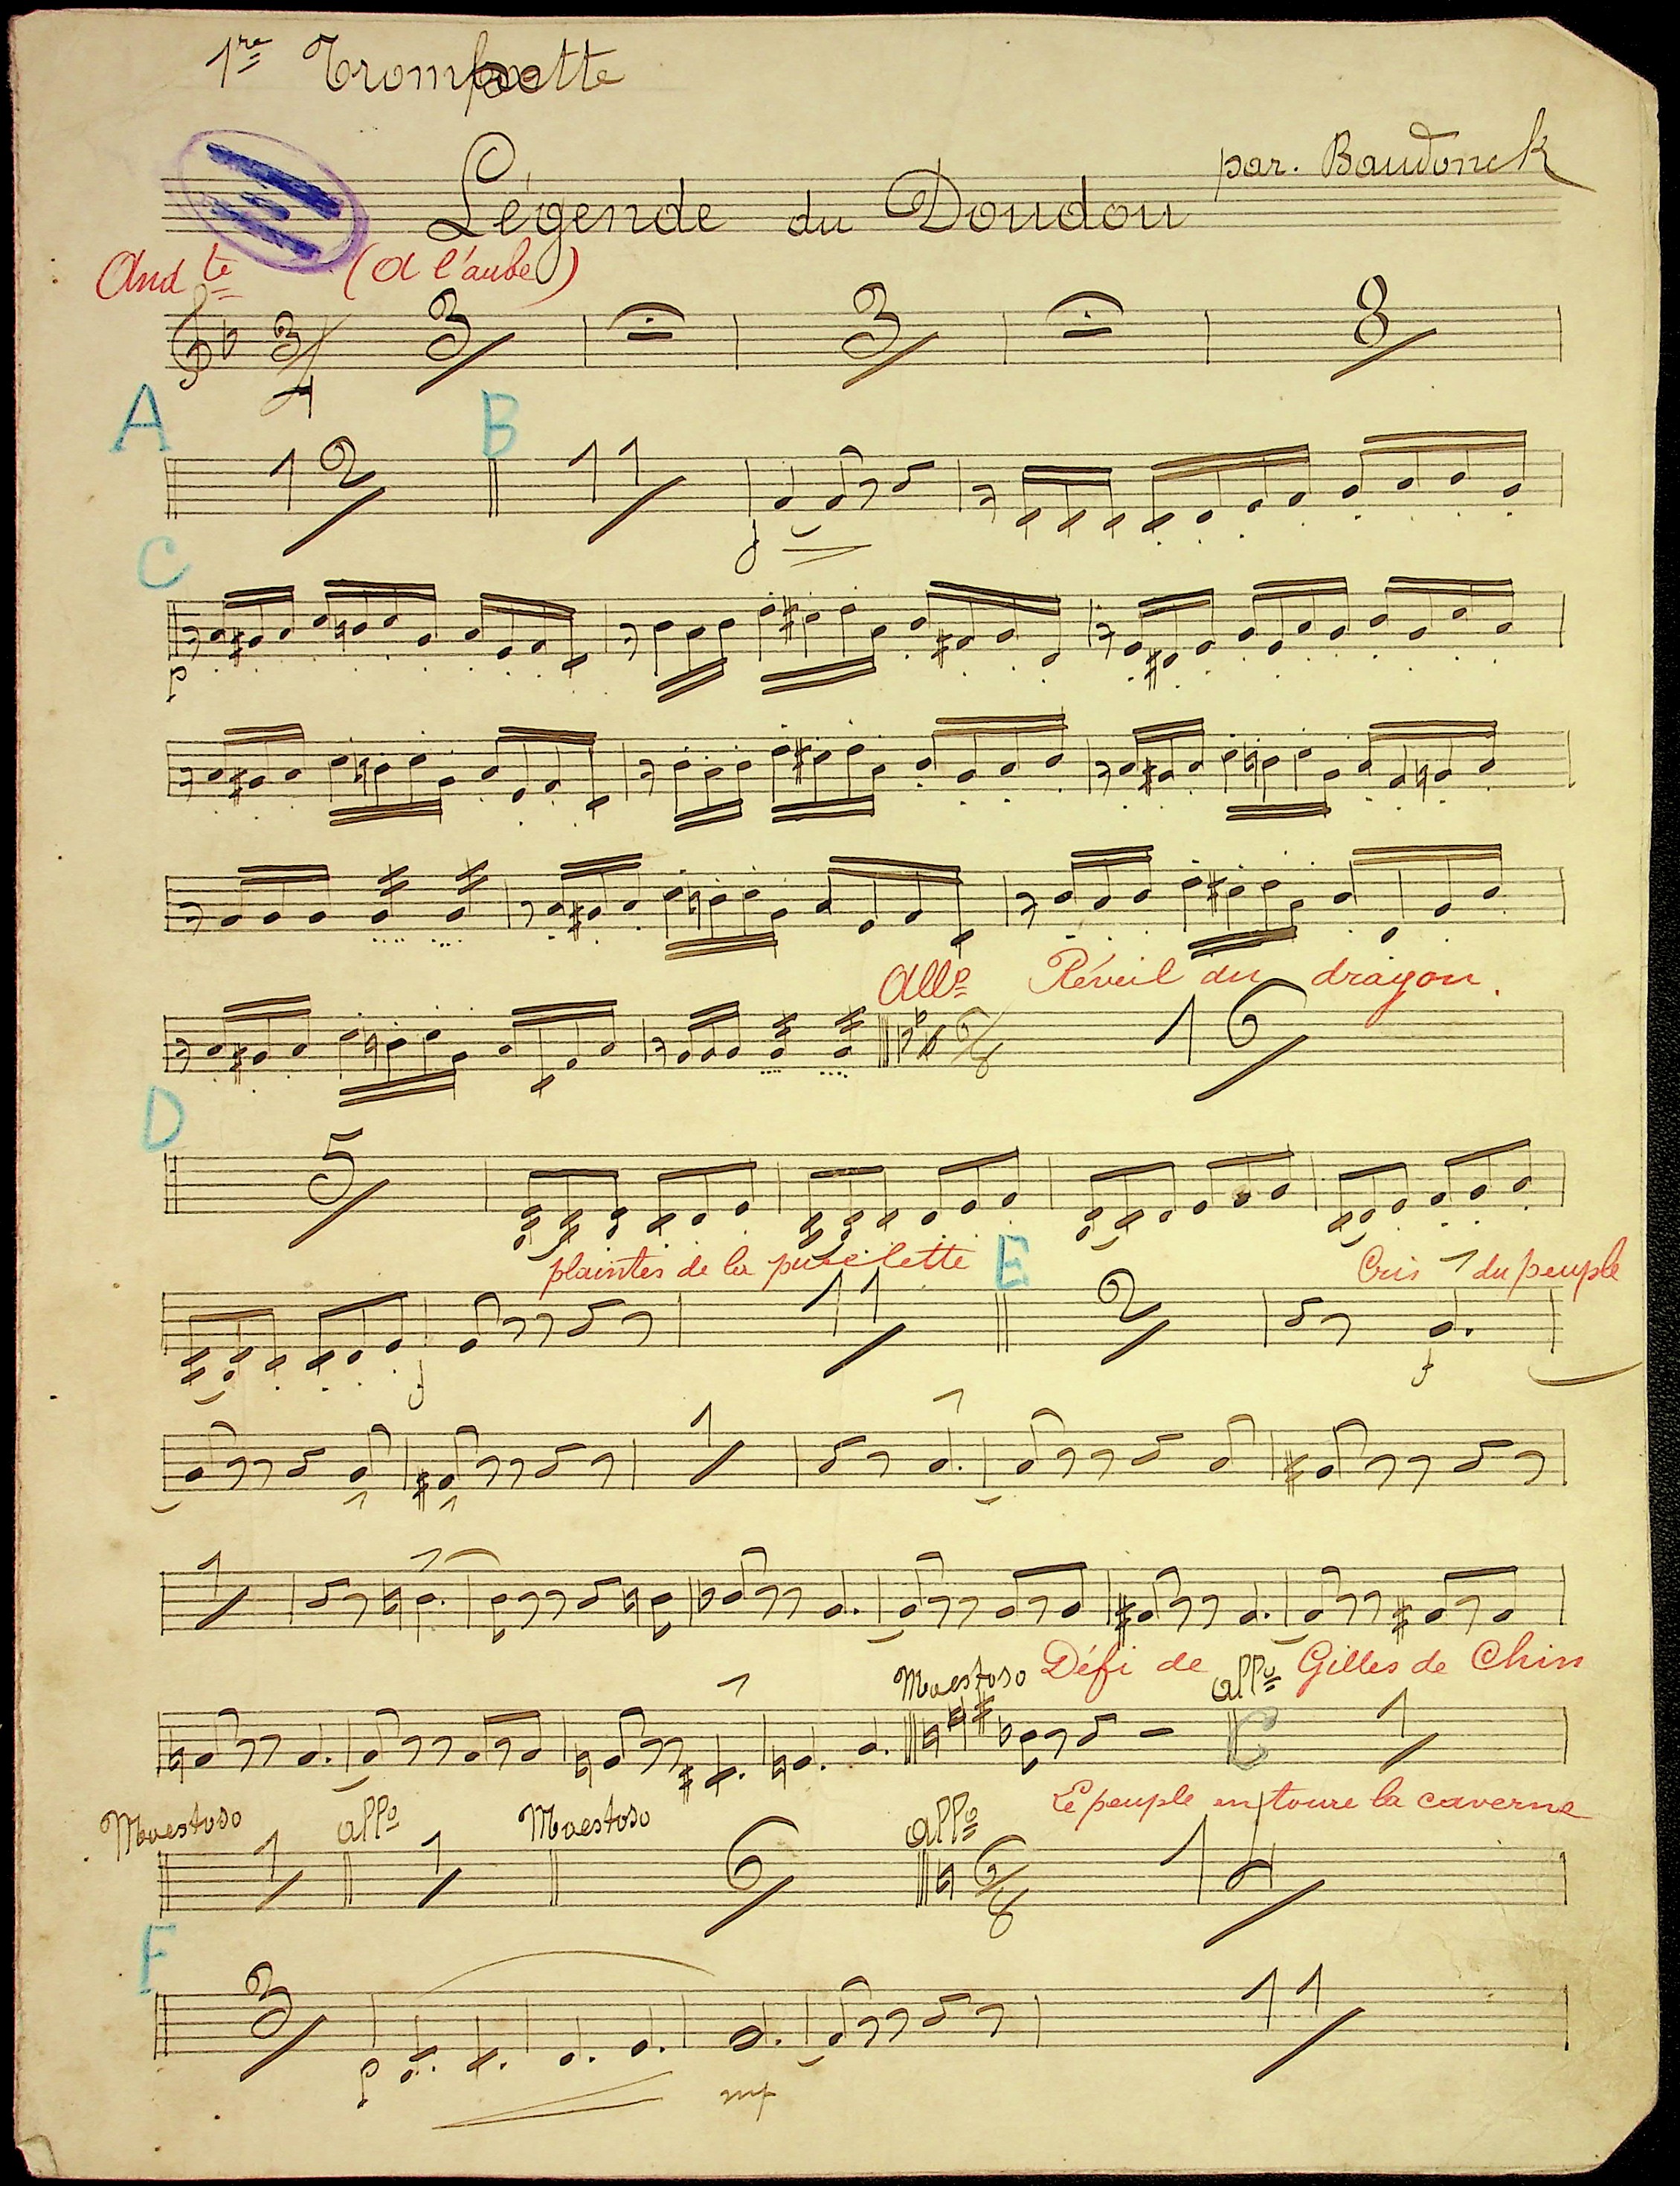 1re Trompette
par. Baudonck
Légende du Doudou
Andte (A l'aube)
3/4 3 3 8
A B
12 11
f
C
p
Allo Réveil du dragon.
6/8 16
D
5
plaintes de la pucelette E Cris du peuple
f 11 2 f
1
1
Maestoso Défi de Allo Gilles de Chin
C 1
Maestoso allo Maestoso allo Le peuple entoure la caverne
1 1 6 6/8 14
F
3 11
p mf